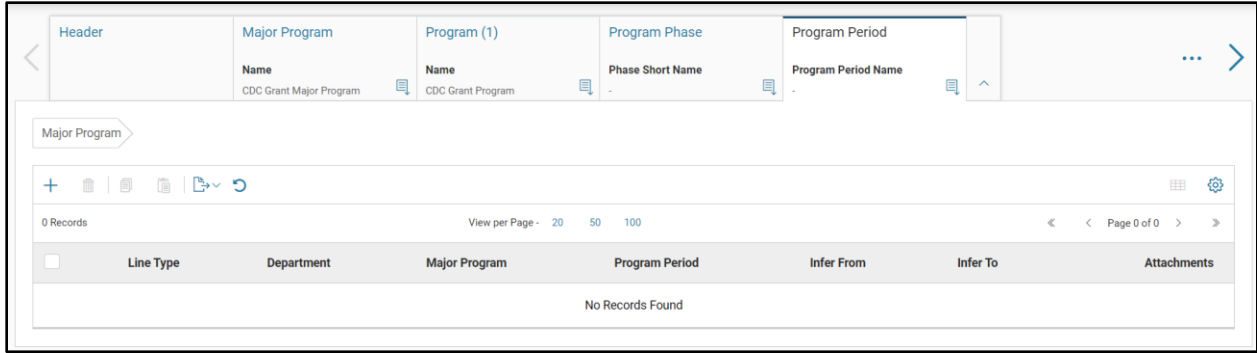 Header Major Program Program (1) Program Phase Program Period
Name Name Phase Short Name Program Period Name
CDC Grant Major Program CDC Grant Program - -
Major Program
0 Records View per Page - 20 50 100 Page 0 of 0
Line Type Department Major Program Program Period Infer From Infer To Attachments
No Records Found